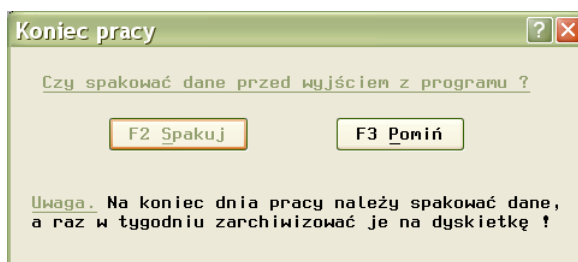 Koniec pracy
Czy spakować dane przed wyjściem z programu ?
F2 Spakuj F3 Pomiń
Uwaga. Na koniec dnia pracy należy spakować dane,
a raz w tygodniu zarchiwizować je na dyskietkę !